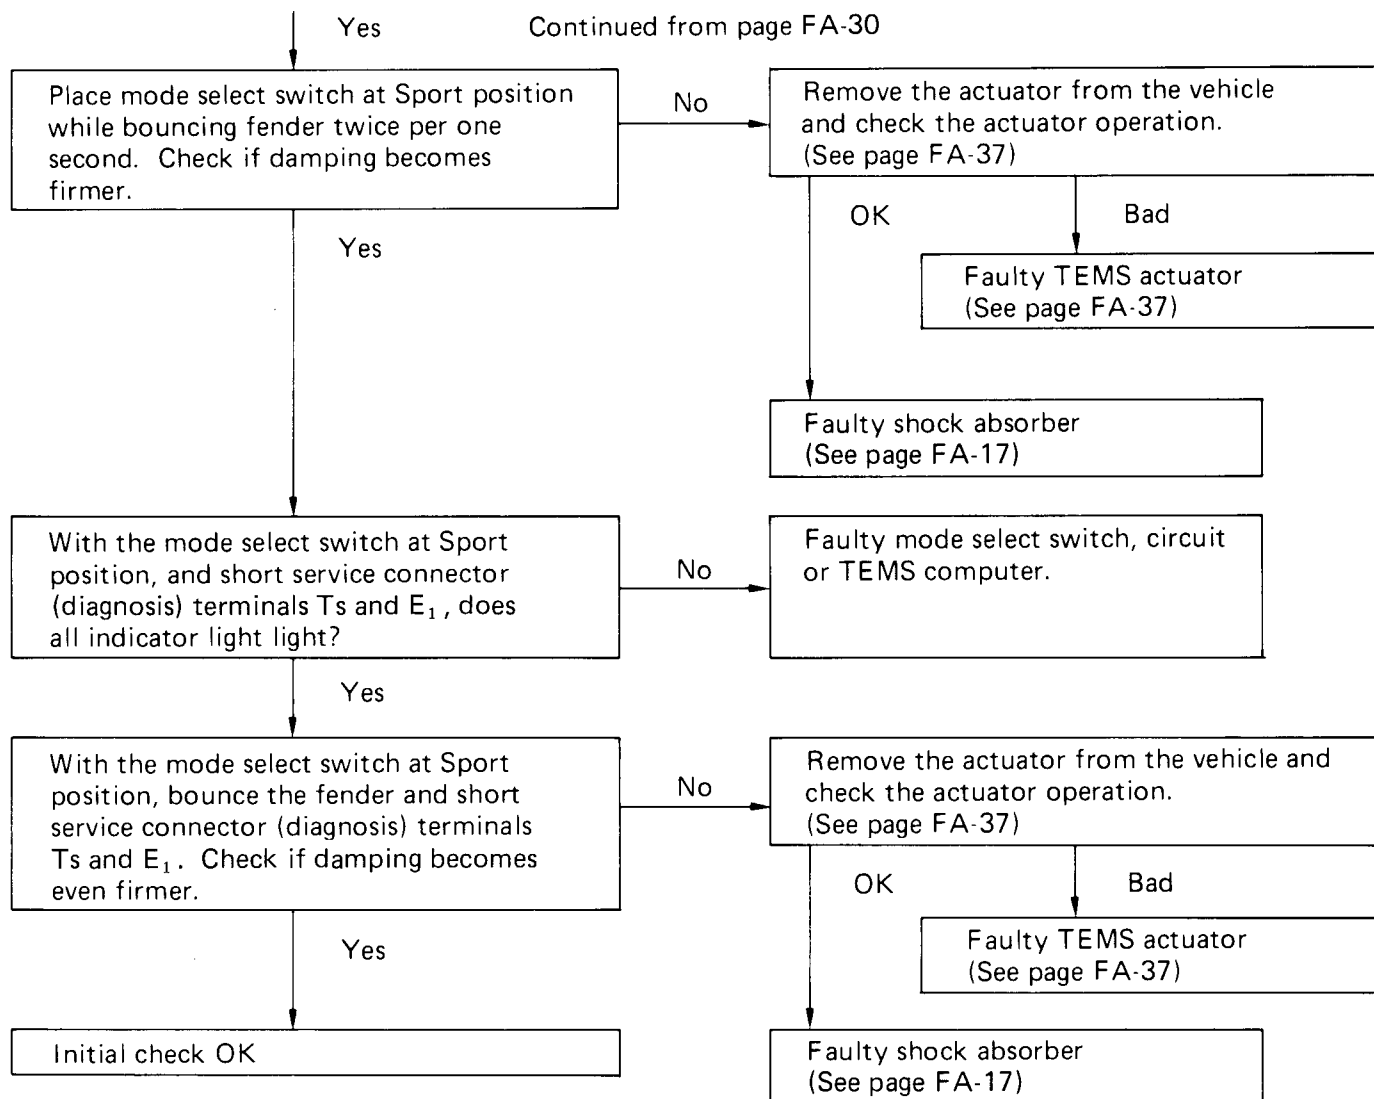 Yes
Continued from page FA-30
Place mode select switch at Sport position
while bouncing fender twice per one
second. Check if damping becomes
firmer.
No
Remove the actuator from the vehicle
and check the actuator operation.
(See page FA-37)
OK
Bad
Yes
Faulty TEMS actuator
(See page FA-37)
Faulty shock absorber
(See page FA-17)
With the mode select switch at Sport
position, and short service connector
(diagnosis) terminals Ts and E₁, does
all indicator light light?
No
Faulty mode select switch, circuit
or TEMS computer.
Yes
With the mode select switch at Sport
position, bounce the fender and short
service connector (diagnosis) terminals
Ts and E₁. Check if damping becomes
even firmer.
No
Remove the actuator from the vehicle and
check the actuator operation.
(See page FA-37)
OK
Bad
Yes
Faulty TEMS actuator
(See page FA-37)
Initial check OK
Faulty shock absorber
(See page FA-17)